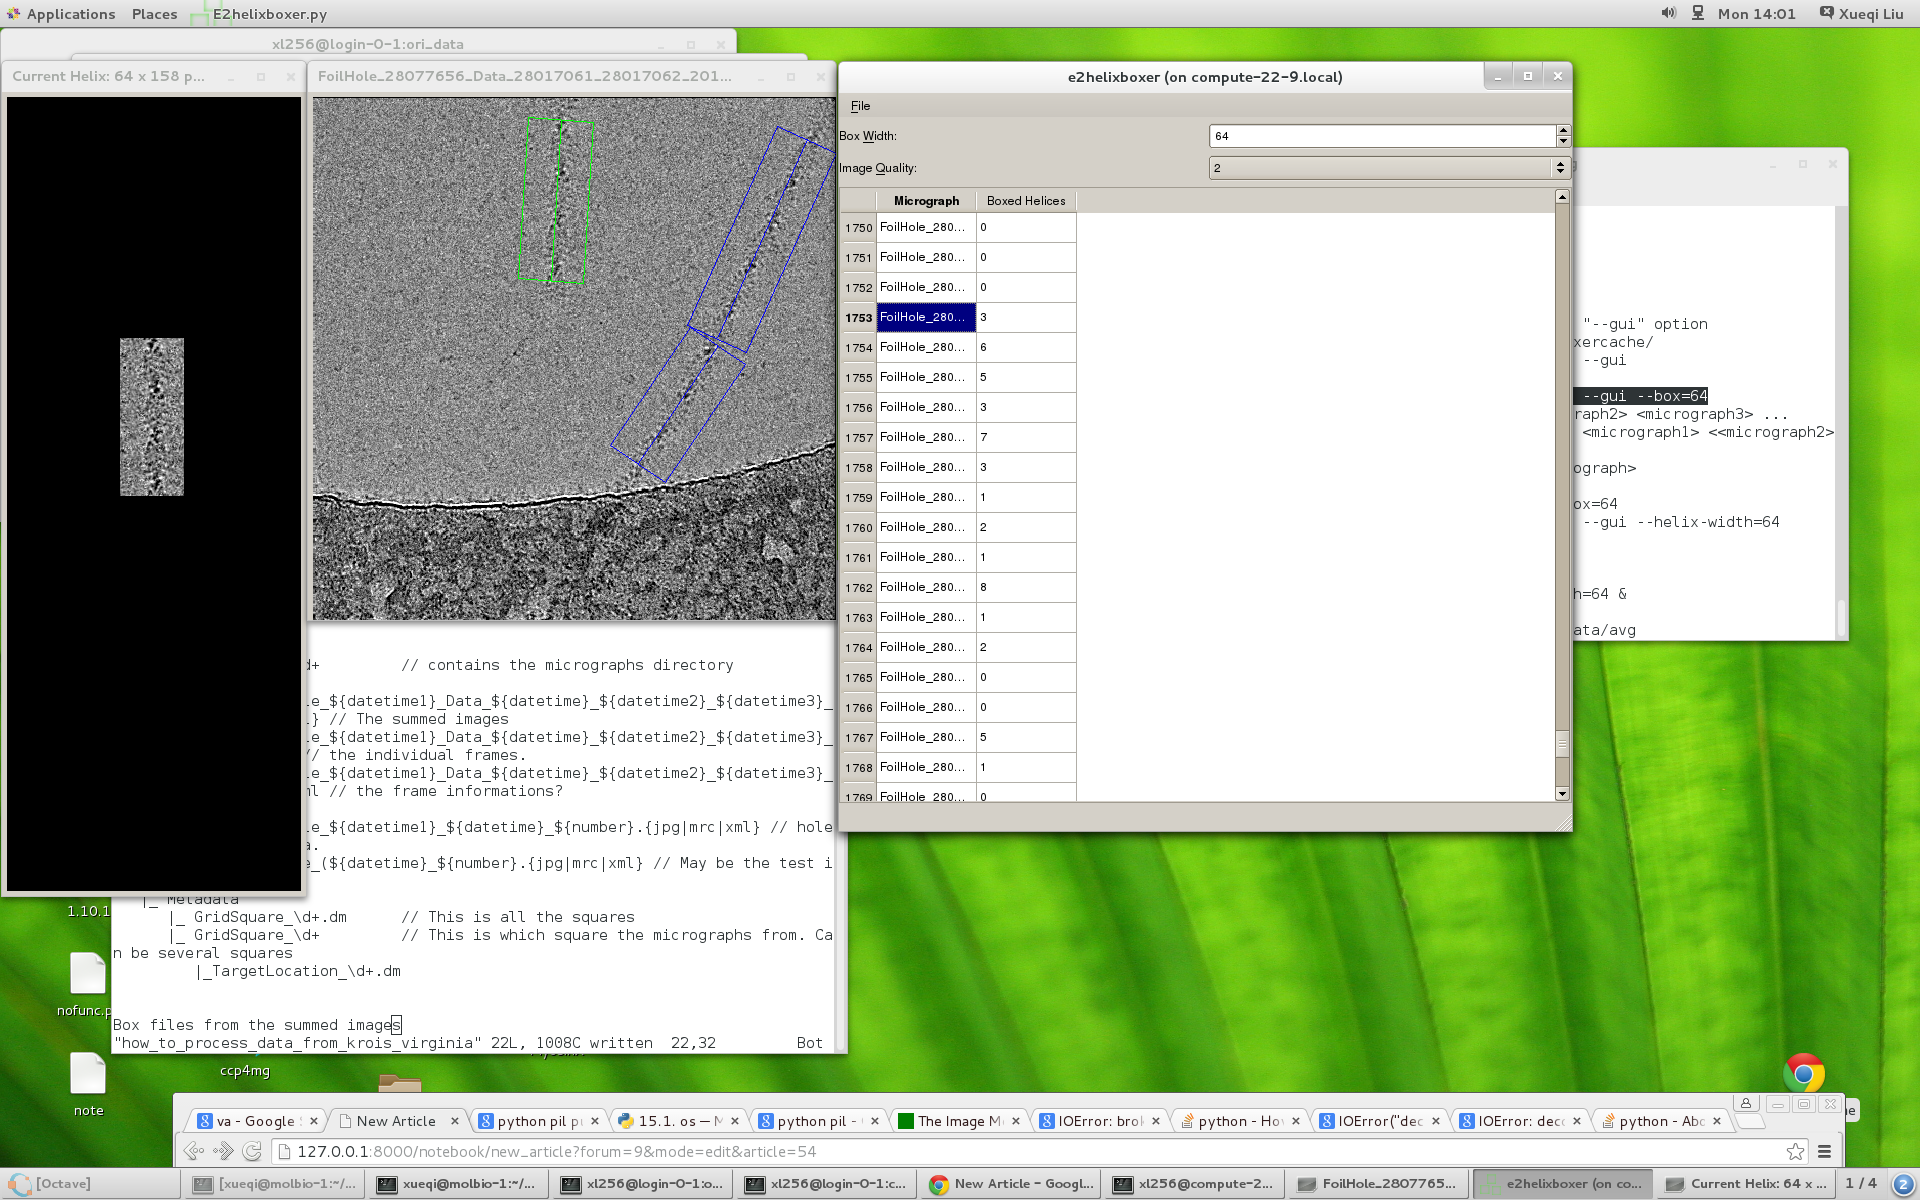 Applications Places E2helixboxer.py Mon 14:01 Xueqi Liu
xl256@login-0-1:ori_data
Current Helix: 64 x 158 p...
FoilHole_28077656_Data_28017061_28017062_201...
e2helixboxer (on compute-22-9.local)
File
Box Width: 64
Image Quality: 2
Micrograph Boxed Helices
1750 FoilHole_280... 0
1751 FoilHole_280... 0
1752 FoilHole_280... 0
1753 FoilHole_280... 3
1754 FoilHole_280... 6
1755 FoilHole_280... 5
1756 FoilHole_280... 3
1757 FoilHole_280... 7
1758 FoilHole_280... 3
1759 FoilHole_280... 1
1760 FoilHole_280... 2
1761 FoilHole_280... 1
1762 FoilHole_280... 8
1763 FoilHole_280... 1
1764 FoilHole_280... 2
1765 FoilHole_280... 0
1766 FoilHole_280... 0
1767 FoilHole_280... 5
1768 FoilHole_280... 1
1769 FoilHole_280... 0
"--gui" option
xercache/
--gui
--gui --box=64
raph2> <micrograph3> ...
<micrograph1> <<micrograph2>
ograph>
ox=64
--gui --helix-width=64
h=64 &
ata/avg
d+ // contains the micrographs directory
le_${datetime1}_Data_${datetime}_${datetime2}_${datetime3}_
} // The summed images
le_${datetime1}_Data_${datetime}_${datetime2}_${datetime3}_
// the individual frames.
le_${datetime1}_Data_${datetime}_${datetime2}_${datetime3}_
ml // the frame informations?
le_${datetime1}_${datetime}_${number}.{jpg|mrc|xml} // hole
a.
e_(${datetime}_${number}.{jpg|mrc|xml} // May be the test i
|_ Metadata
|_ GridSquare_\d+.dm // This is all the squares
|_ GridSquare_\d+ // This is which square the micrographs from. Ca
n be several squares
|_TargetLocation_\d+.dm
Box files from the summed images
"how_to_process_data_from_krois_virginia" 22L, 1008C written 22,32 Bot
1.10.1
nofunc.p
ccp4mg
note
va - Google New Article python pil pu 15.1. os — M python pil - The Image M IOError: brok python - Ho IOError("dec IOError: dec python - Abo
127.0.0.1:8000/notebook/new_article?forum=9&mode=edit&article=54
[Octave] [xueqi@molbio-1:~/... xueqi@molbio-1:~/... xl256@login-0-1:o... xl256@login-0-1:c... New Article - Googl... xl256@compute-2... FoilHole_2807765... e2helixboxer (on co... Current Helix: 64 x ... 1 / 4 2